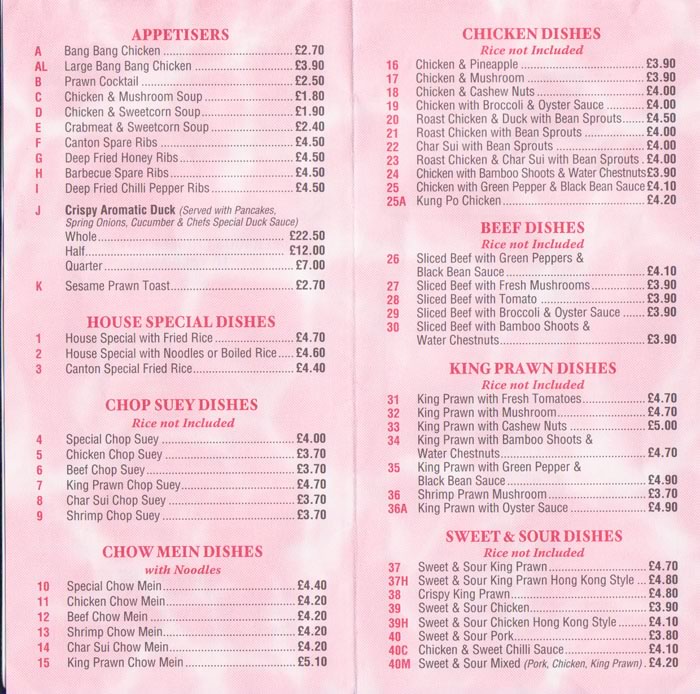 APPETISERS
A Bang Bang Chicken £2.70
AL Large Bang Bang Chicken £3.90
B Prawn Cocktail £2.50
C Chicken & Mushroom Soup £1.80
D Chicken & Sweetcorn Soup £1.90
E Crabmeat & Sweetcorn Soup £2.40
F Canton Spare Ribs £4.50
G Deep Fried Honey Ribs £4.50
H Barbecue Spare Ribs £4.50
I Deep Fried Chilli Pepper Ribs £4.50
J Crispy Aromatic Duck (Served with Pancakes,
Spring Onions, Cucumber & Chefs Special Duck Sauce)
Whole £22.50
Half £12.00
Quarter £7.00
K Sesame Prawn Toast £2.70
HOUSE SPECIAL DISHES
1 House Special with Fried Rice £4.70
2 House Special with Noodles or Boiled Rice £4.60
3 Canton Special Fried Rice £4.40
CHOP SUEY DISHES
Rice not Included
4 Special Chop Suey £4.00
5 Chicken Chop Suey £3.70
6 Beef Chop Suey £3.70
7 King Prawn Chop Suey £4.70
8 Char Sui Chop Suey £3.70
9 Shrimp Chop Suey £3.70
CHOW MEIN DISHES
with Noodles
10 Special Chow Mein £4.40
11 Chicken Chow Mein £4.20
12 Beef Chow Mein £4.20
13 Shrimp Chow Mein £4.20
14 Char Sui Chow Mein £4.20
15 King Prawn Chow Mein £5.10
CHICKEN DISHES
Rice not Included
16 Chicken & Pineapple £3.90
17 Chicken & Mushroom £3.90
18 Chicken & Cashew Nuts £4.00
19 Chicken with Broccoli & Oyster Sauce £4.00
20 Roast Chicken & Duck with Bean Sprouts £4.50
21 Roast Chicken with Bean Sprouts £4.00
22 Char Sui with Bean Sprouts £4.00
23 Roast Chicken & Char Sui with Bean Sprouts £4.00
24 Chicken with Bamboo Shoots & Water Chestnuts £3.90
25 Chicken with Green Pepper & Black Bean Sauce £4.10
25A Kung Po Chicken £4.20
BEEF DISHES
Rice not Included
26 Sliced Beef with Green Peppers &
Black Bean Sauce £4.10
27 Sliced Beef with Fresh Mushrooms £3.90
28 Sliced Beef with Tomato £3.90
29 Sliced Beef with Broccoli & Oyster Sauce £3.90
30 Sliced Beef with Bamboo Shoots &
Water Chestnuts £3.90
KING PRAWN DISHES
Rice not Included
31 King Prawn with Fresh Tomatoes £4.70
32 King Prawn with Mushroom £4.70
33 King Prawn with Cashew Nuts £5.00
34 King Prawn with Bamboo Shoots &
Water Chestnuts £4.70
35 King Prawn with Green Pepper &
Black Bean Sauce £4.90
36 Shrimp Prawn Mushroom £3.70
36A King Prawn with Oyster Sauce £4.90
SWEET & SOUR DISHES
Rice not Included
37 Sweet & Sour King Prawn £4.70
37H Sweet & Sour King Prawn Hong Kong Style £4.80
38 Crispy King Prawn £4.80
39 Sweet & Sour Chicken £3.90
39H Sweet & Sour Chicken Hong Kong Style £4.10
40 Sweet & Sour Pork £3.80
40C Chicken & Sweet Chilli Sauce £4.10
40M Sweet & Sour Mixed (Pork, Chicken, King Prawn) £4.20